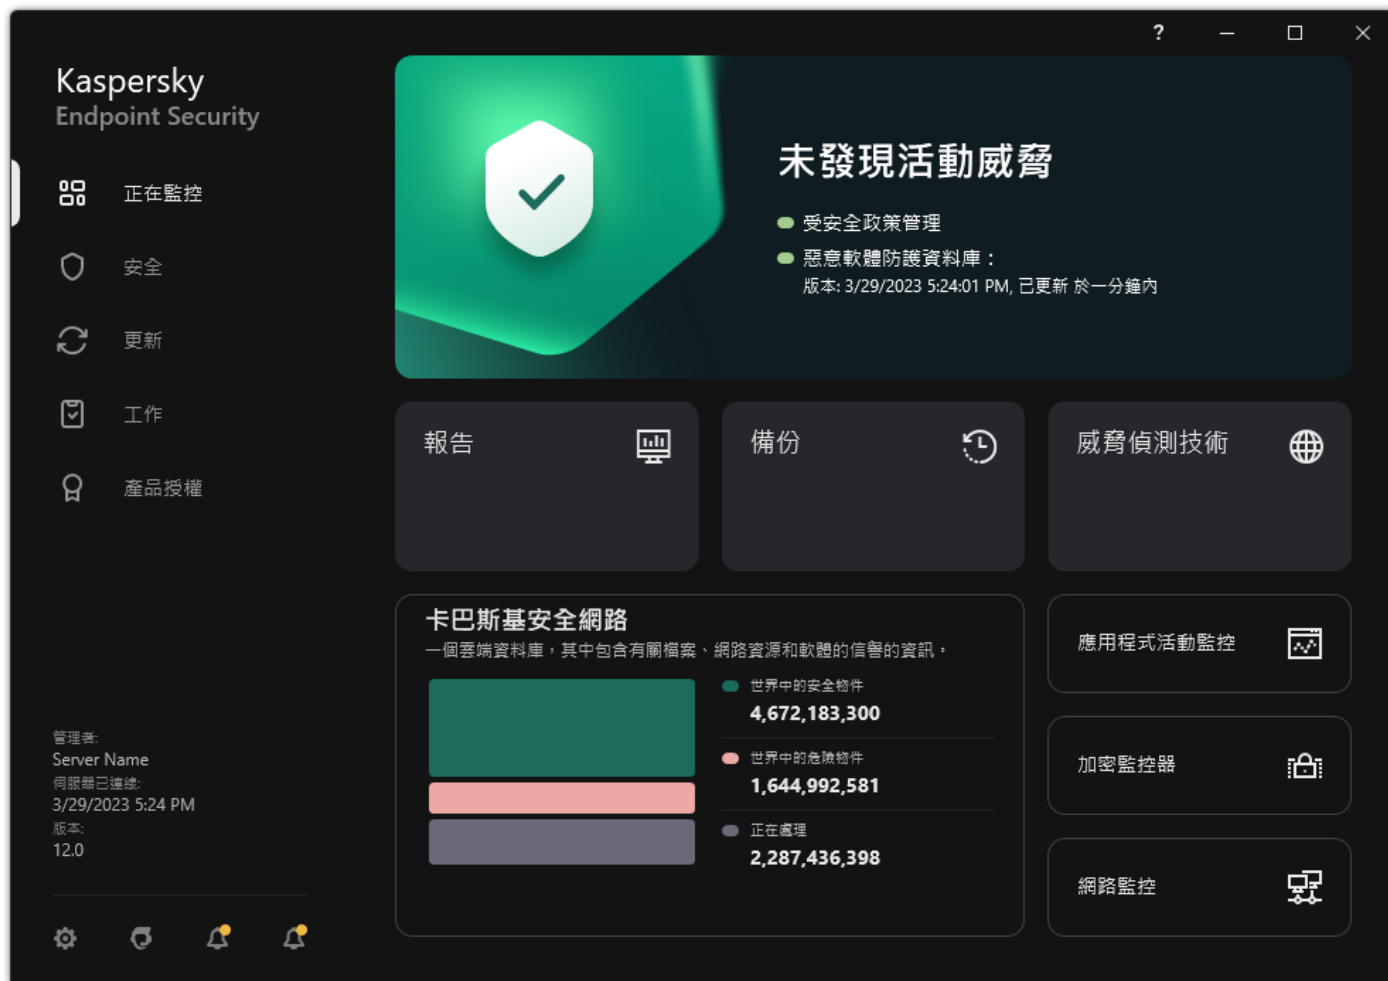 ?
Kaspersky
Endpoint Security
正在監控
安全
更新
工作
產品授權
管理者:
Server Name
伺服器已連線:
3/29/2023 5:24 PM
版本:
12.0
未發現活動威脅
受安全政策管理
惡意軟體防護資料庫：
版本: 3/29/2023 5:24:01 PM, 已更新 於一分鐘內
報告
備份
威脅偵測技術
卡巴斯基安全網路
一個雲端資料庫，其中包含有關檔案、網路資源和軟體的信譽的資訊。
世界中的安全物件
4,672,183,300
世界中的危險物件
1,644,992,581
正在處理
2,287,436,398
應用程式活動監控
加密監控器
網路監控